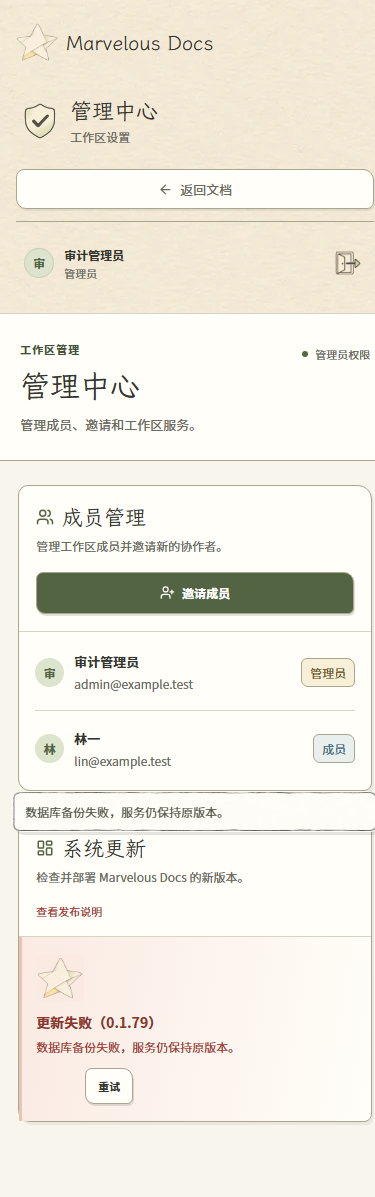 Marvelous Docs
管理中心
工作区设置
返回文档
审
审计管理员
管理员
工作区管理
管理员权限
管理中心
管理成员、邀请和工作区服务。
成员管理
管理工作区成员并邀请新的协作者。
邀请成员
审
审计管理员
admin@example.test
管理员
林
林一
lin@example.test
成员
数据库备份失败，服务仍保持原版本。
系统更新
检查并部署 Marvelous Docs 的新版本。
查看发布说明
更新失败（0.1.79）
数据库备份失败，服务仍保持原版本。
重试